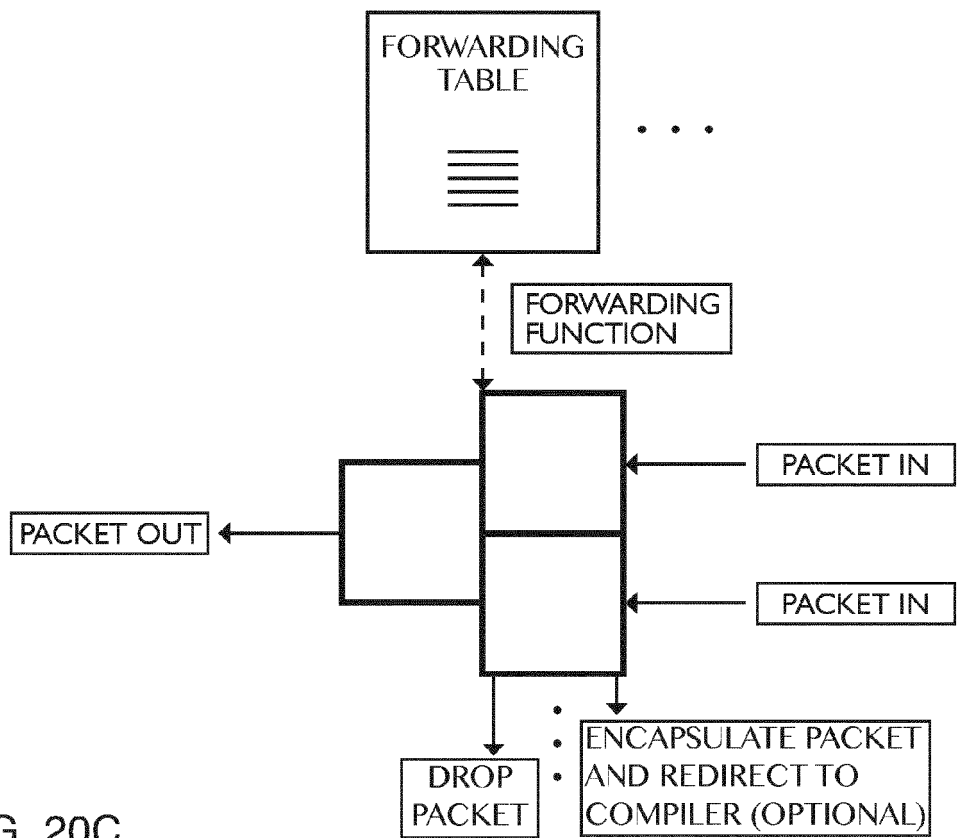 FORWARDING
TABLE
FORWARDING
FUNCTION
PACKET IN
PACKET OUT
PACKET IN
DROP
PACKET
ENCAPSULATE PACKET
AND REDIRECT TO
COMPILER (OPTIONAL)
20C